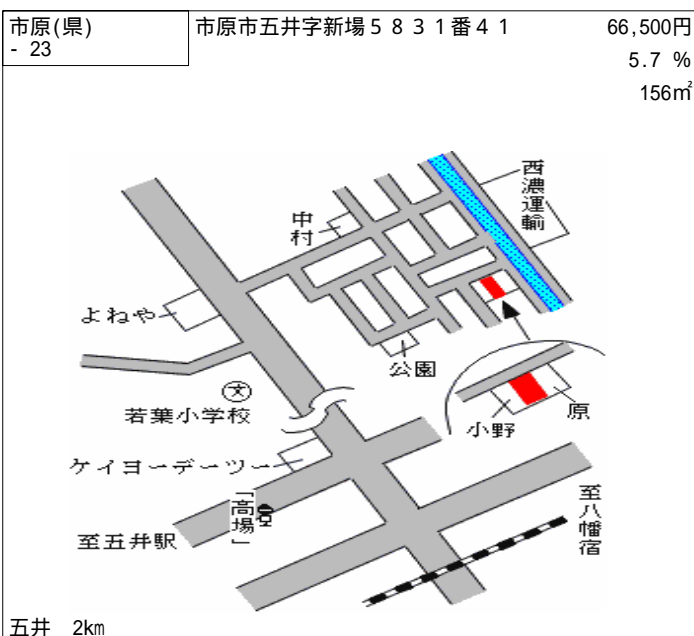 市原(県)
- 23
市原市五井字新場５８３１番４１
66,500円
5.7 %
156㎡
西濃運輸
中村
よねや
公園
文
若葉小学校
小野
原
ケイヨーデーツー
「高場」
至五井駅
至八幡宿
五井 2k㎡